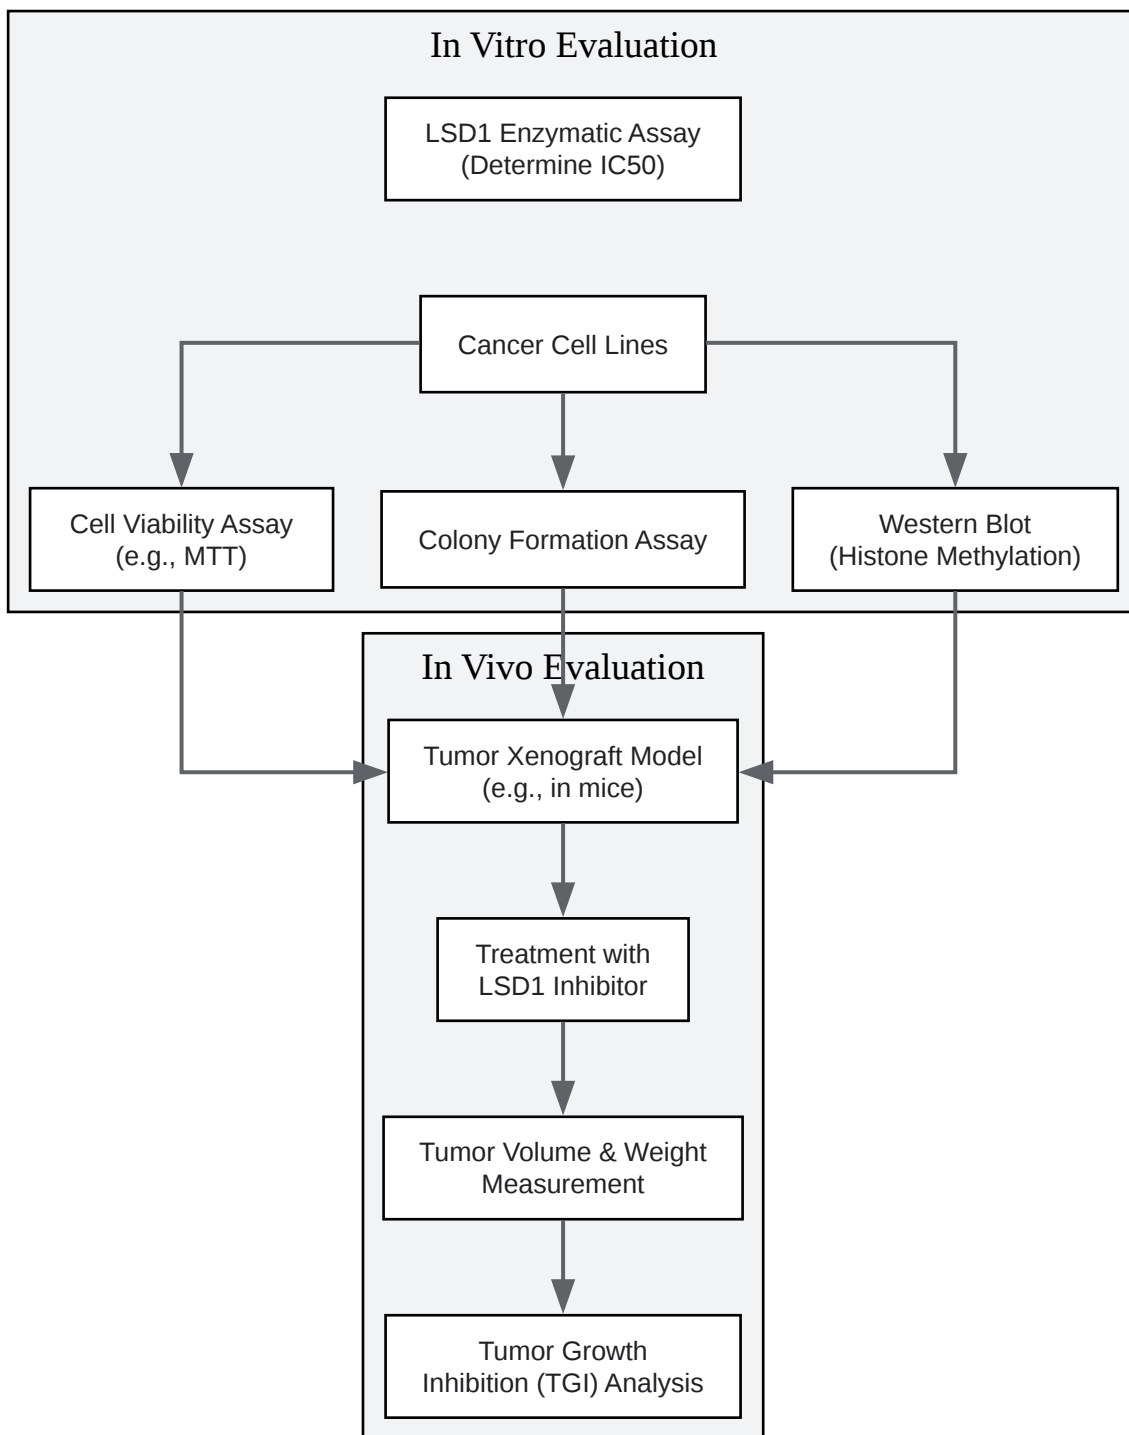 In Vitro Evaluation
LSD1 Enzymatic Assay
(Determine IC50)
Cancer Cell Lines
Cell Viability Assay
(e.g., MTT)
Colony Formation Assay
Western Blot
(Histone Methylation)
In Vivo Evaluation
Tumor Xenograft Model
(e.g., in mice)
Treatment with
LSD1 Inhibitor
Tumor Volume & Weight
Measurement
Tumor Growth
Inhibition (TGI) Analysis